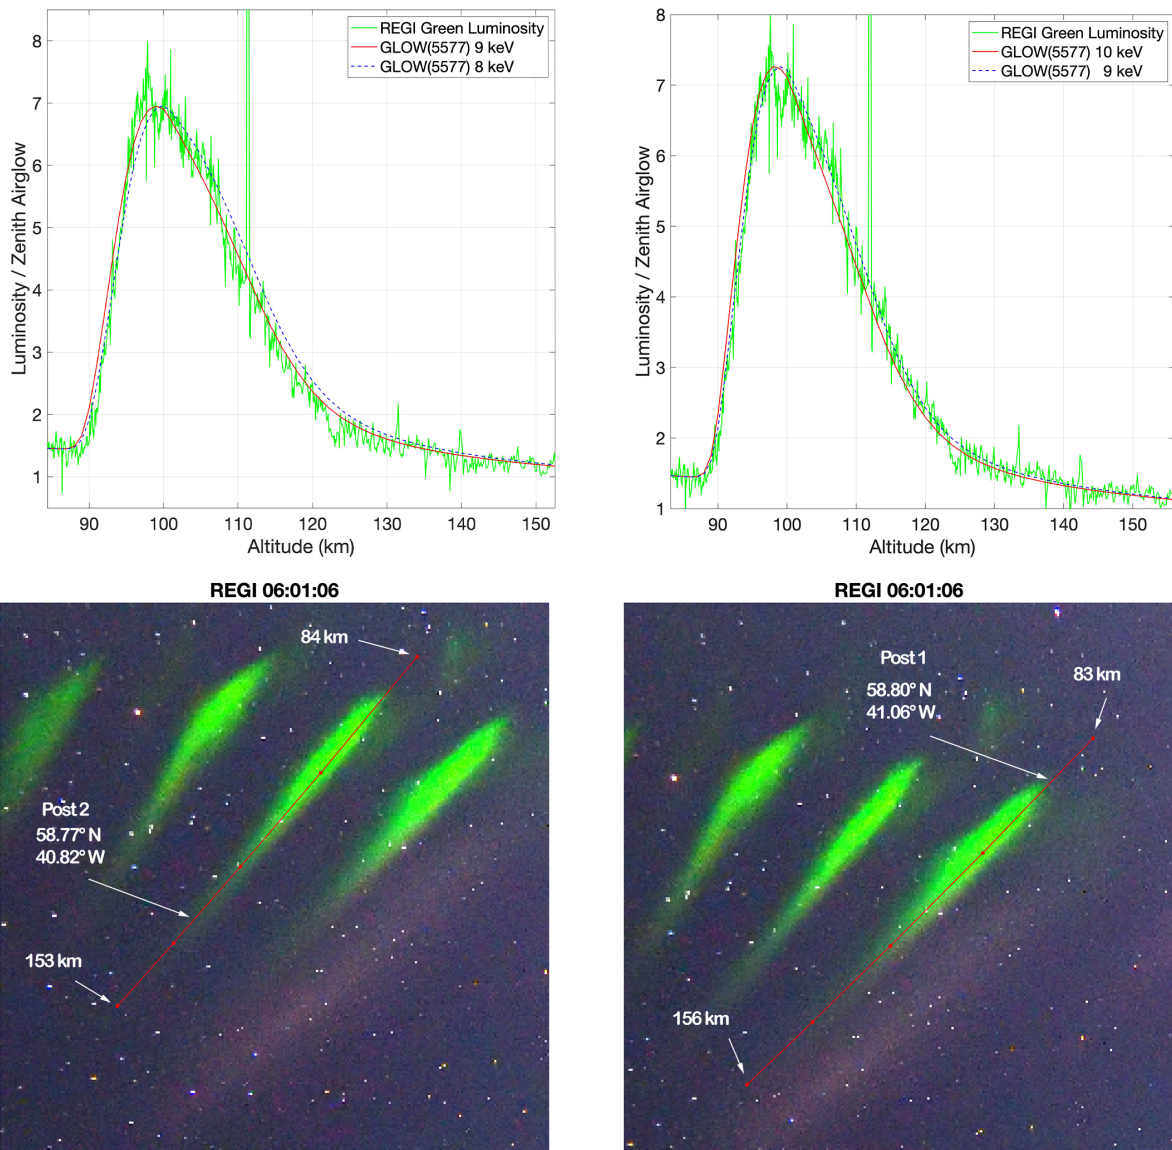 REGI Green Luminosity
GLOW(5577) 9 keV
GLOW(5577) 8 keV
8
7
6
5
4
3
2
1
Luminosity / Zenith Airglow
90 100 110 120 130 140 150
Altitude (km)
REGI Green Luminosity
GLOW(5577) 10 keV
GLOW(5577) 9 keV
8
7
6
5
4
3
2
1
Luminosity / Zenith Airglow
90 100 110 120 130 140 150
Altitude (km)
REGI 06:01:06
84 km
Post 2
58.77° N
40.82° W
153 km
REGI 06:01:06
Post 1
58.80° N
41.06° W
83 km
156 km